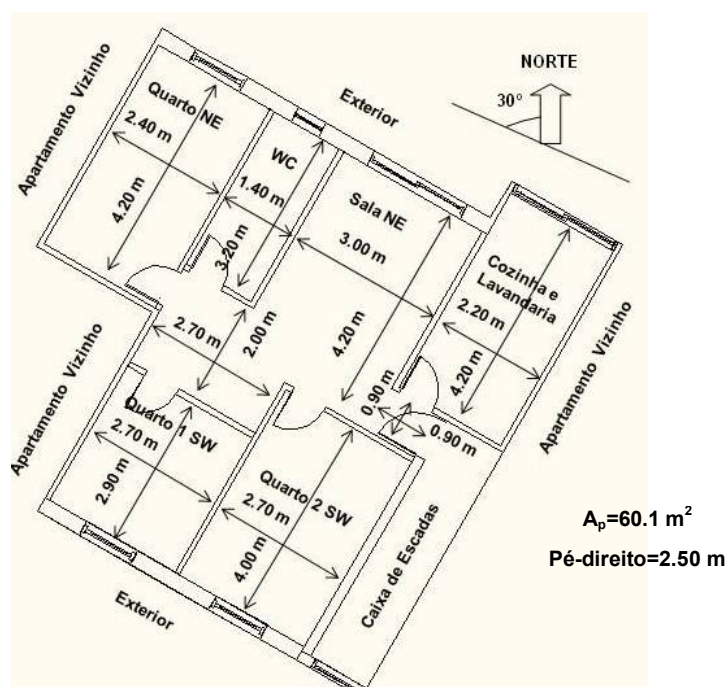 NORTE
30º
Exterior
Apartamento Vizinho
Quarto NE
2.40 m
4.20 m
WC
1.40 m
3.20 m
Sala NE
3.00 m
4.20 m
Cozinha e
Lavandaria
2.20 m
4.20 m
Apartamento Vizinho
2.70 m
2.00 m
0.90 m
0.90 m
Apartamento Vizinho
Quarto 1 SW
2.70 m
2.90 m
Quarto 2 SW
2.70 m
4.00 m
Caixa de Escadas
Exterior
Ap=60.1 m²
Pé-direito=2.50 m